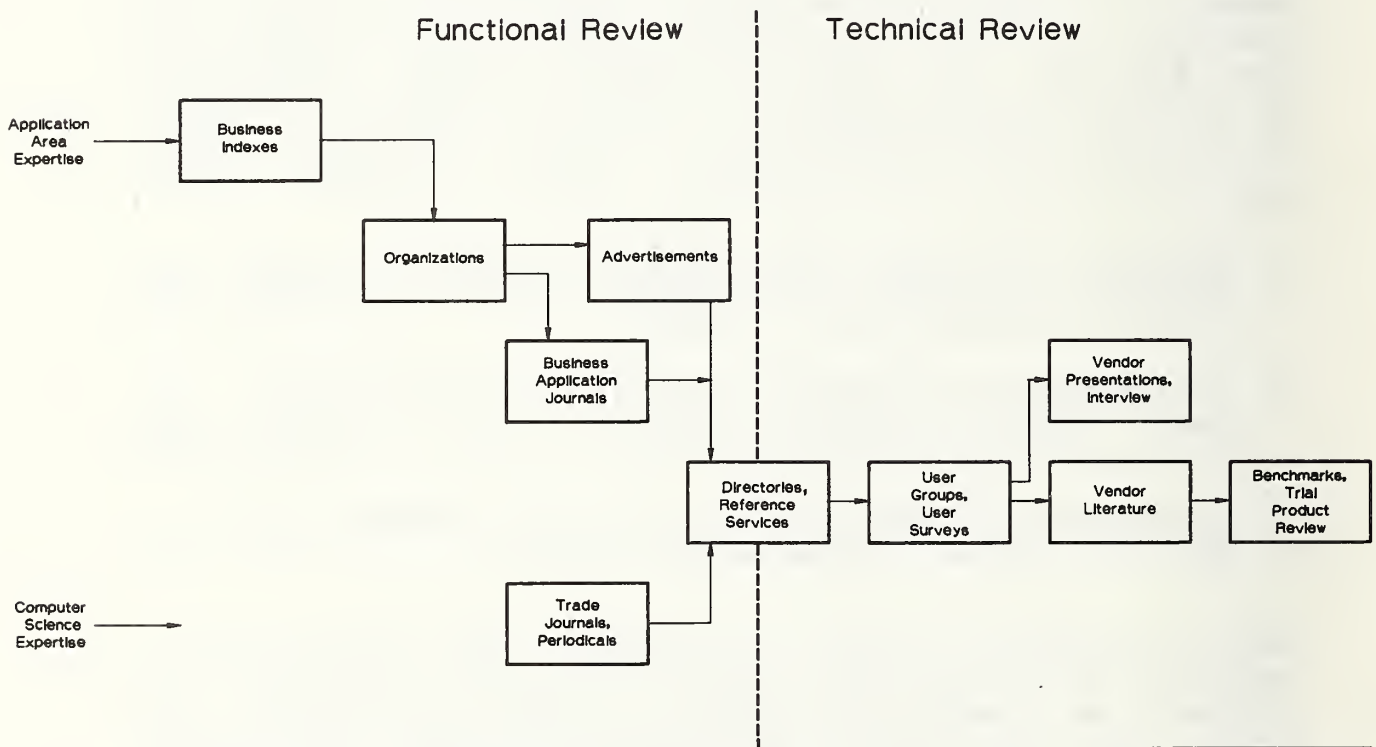 Functional Review
Technical Review
Application
Area
Expertise
Business
Indexes
Organizations
Advertisements
Business
Application
Journals
Vendor
Presentations,
Interview
Directories,
Reference
Services
User
Groups,
User
Surveys
Vendor
Literature
Benchmarks,
Trial
Product
Review
Computer
Science
Expertise
Trade
Journals,
Periodicals